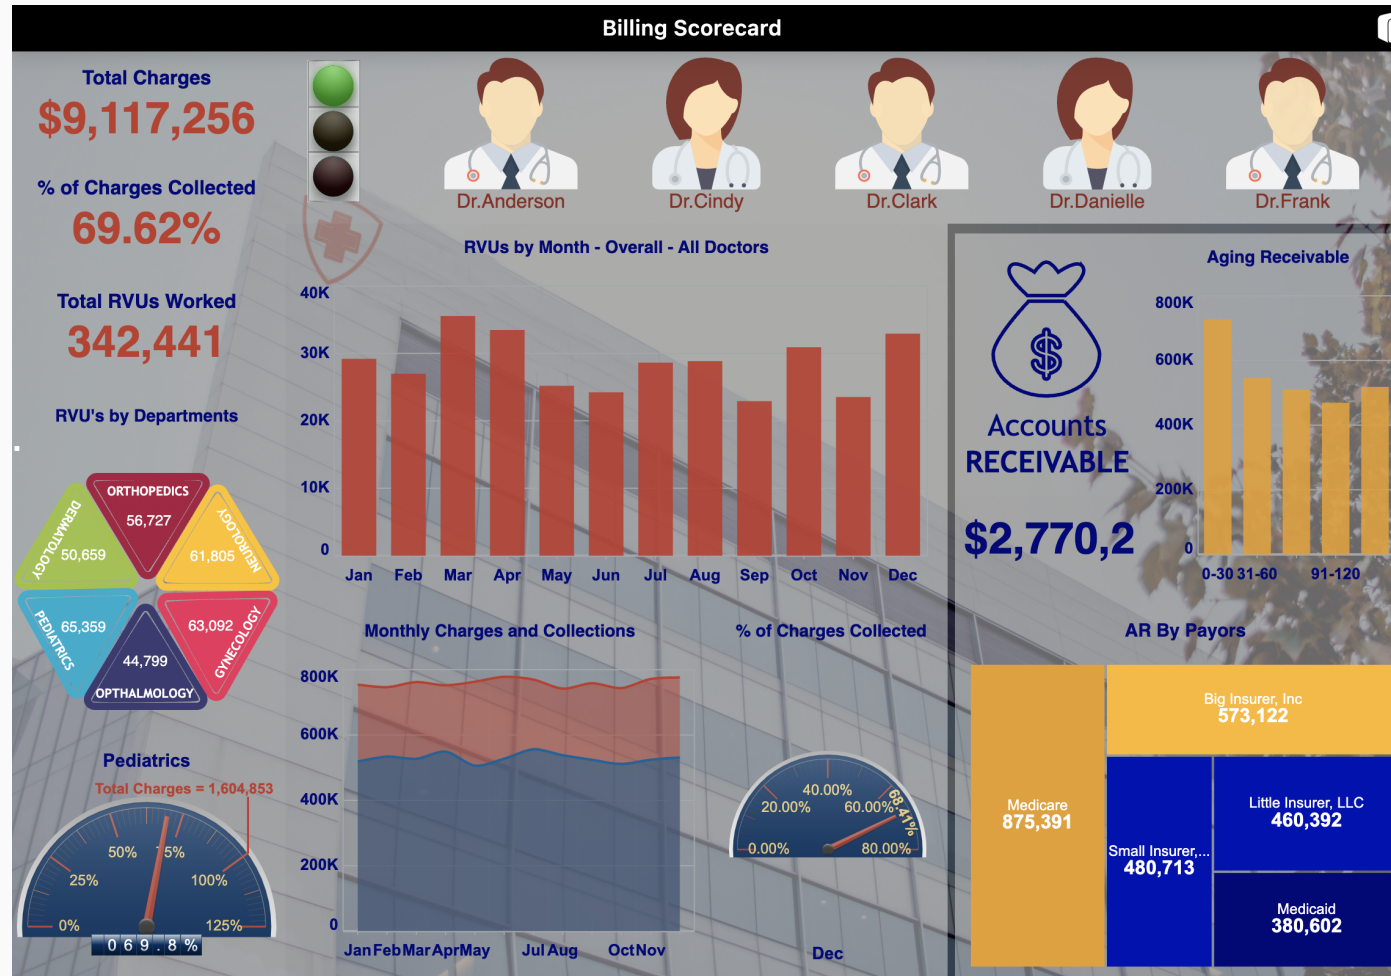 Billing Scorecard
Total Charges
$9,117,256
% of Charges Collected
69.62%
Total RVUs Worked
342,441
RVU's by Departments
ORTHOPEDICS
56,727
DERMATOLOGY
50,659
NEUROLOGY
61,805
PEDIATRICS
65,359
GYNECOLOGY
63,092
44,799
OPTHALMOLOGY
Pediatrics
Total Charges = 1,604,853
0%
25%
50%
75%
100%
125%
069.8%
Dr.Anderson
Dr.Cindy
Dr.Clark
Dr.Danielle
Dr.Frank
RVUs by Month - Overall - All Doctors
40K
30K
20K
10K
0
Jan Feb Mar Apr May Jun Jul Aug Sep Oct Nov Dec
Monthly Charges and Collections
800K
600K
400K
200K
0
Jan Feb Mar Apr May Jul Aug Oct Nov
% of Charges Collected
0.00%
20.00%
40.00%
60.00%
68.41%
80.00%
Dec
$
Accounts
RECEIVABLE
$2,770,2
Aging Receivable
800K
600K
400K
200K
0
0-30 31-60 91-120
AR By Payors
Medicare
875,391
Big Insurer, Inc
573,122
Small Insurer,...
480,713
Little Insurer, LLC
460,392
Medicaid
380,602